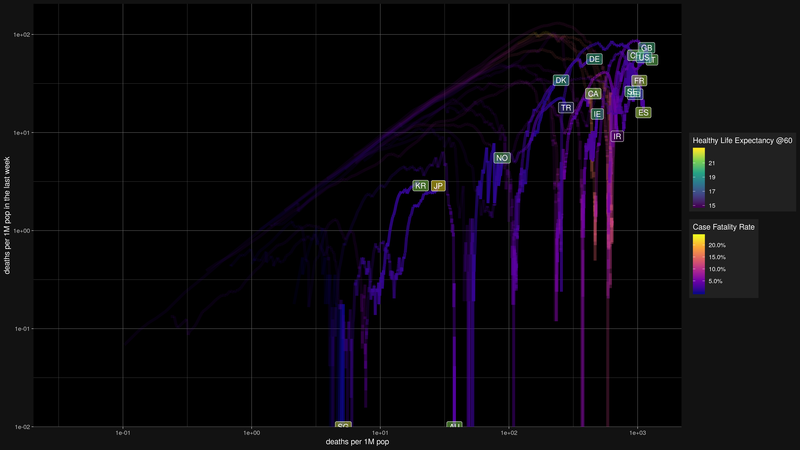 1e+02
GB
US
DE
DK
FR
CA
TR
SE
IE
ES
1e+01
IR
NO
KR
JP
1e+00
1e-01
1e-02
SG
AU
1e-01 1e+00 1e+01 1e+02 1e+03
deaths per 1M pop
deaths per 1M pop in the last week
Healthy Life Expectancy @60
21
19
17
15
Case Fatality Rate
20.0%
15.0%
10.0%
5.0%